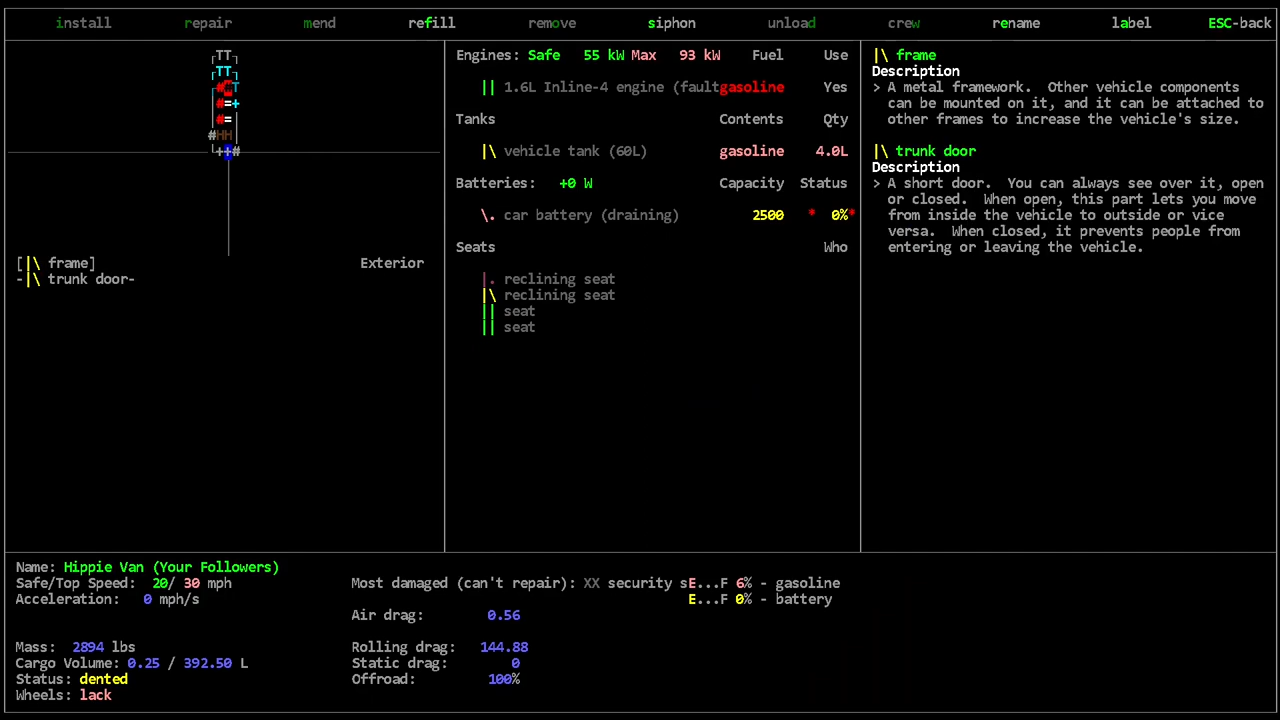 install repair mend refill remove siphon unload crew rename label ESC-back
Engines: Safe 55 kW Max 93 kW Fuel Use
|| 1.6L Inline-4 engine (faultgasoline Yes
Tanks Contents Qty
|\ vehicle tank (60L) gasoline 4.0L
Batteries: +0 W Capacity Status
\. car battery (draining) 2500 * 0%*
Seats Who
|. reclining seat
|\ reclining seat
|| seat
|| seat
┌TT┐
┌TT┐
##T
#=+
#=
#HH
└++#
[|\ frame] Exterior
-|\ trunk door-
|\ frame
Description
> A metal framework. Other vehicle components
can be mounted on it, and it can be attached to
other frames to increase the vehicle's size.
|\ trunk door
Description
> A short door. You can always see over it, open
or closed. When open, this part lets you move
from inside the vehicle to outside or vice
versa. When closed, it prevents people from
entering or leaving the vehicle.
Name: Hippie Van (Your Followers)
Safe/Top Speed: 20/ 30 mph
Acceleration: 0 mph/s
Mass: 2894 lbs
Cargo Volume: 0.25 / 392.50 L
Status: dented
Wheels: lack
Most damaged (can't repair): XX security sE...F 6% - gasoline
E...F 0% - battery
Air drag: 0.56
Rolling drag: 144.88
Static drag: 0
Offroad: 100%